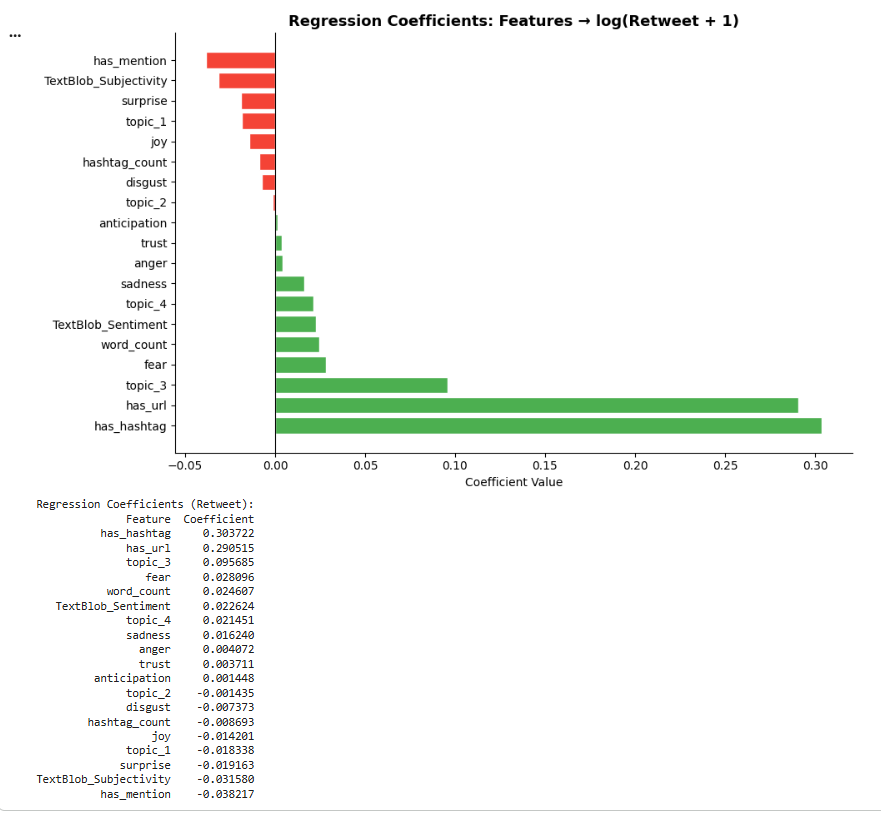 ...
Regression Coefficients: Features → log(Retweet + 1)
has_mention
TextBlob_Subjectivity
surprise
topic_1
joy
hashtag_count
disgust
topic_2
anticipation
trust
anger
sadness
topic_4
TextBlob_Sentiment
word_count
fear
topic_3
has_url
has_hashtag
−0.05 0.00 0.05 0.10 0.15 0.20 0.25 0.30
Coefficient Value
Regression Coefficients (Retweet):
Feature Coefficient
has_hashtag 0.303722
has_url 0.290515
topic_3 0.095685
fear 0.028096
word_count 0.024607
TextBlob_Sentiment 0.022624
topic_4 0.021451
sadness 0.016240
anger 0.004072
trust 0.003711
anticipation 0.001448
topic_2 -0.001435
disgust -0.007373
hashtag_count -0.008693
joy -0.014201
topic_1 -0.018338
surprise -0.019163
TextBlob_Subjectivity -0.031580
has_mention -0.038217